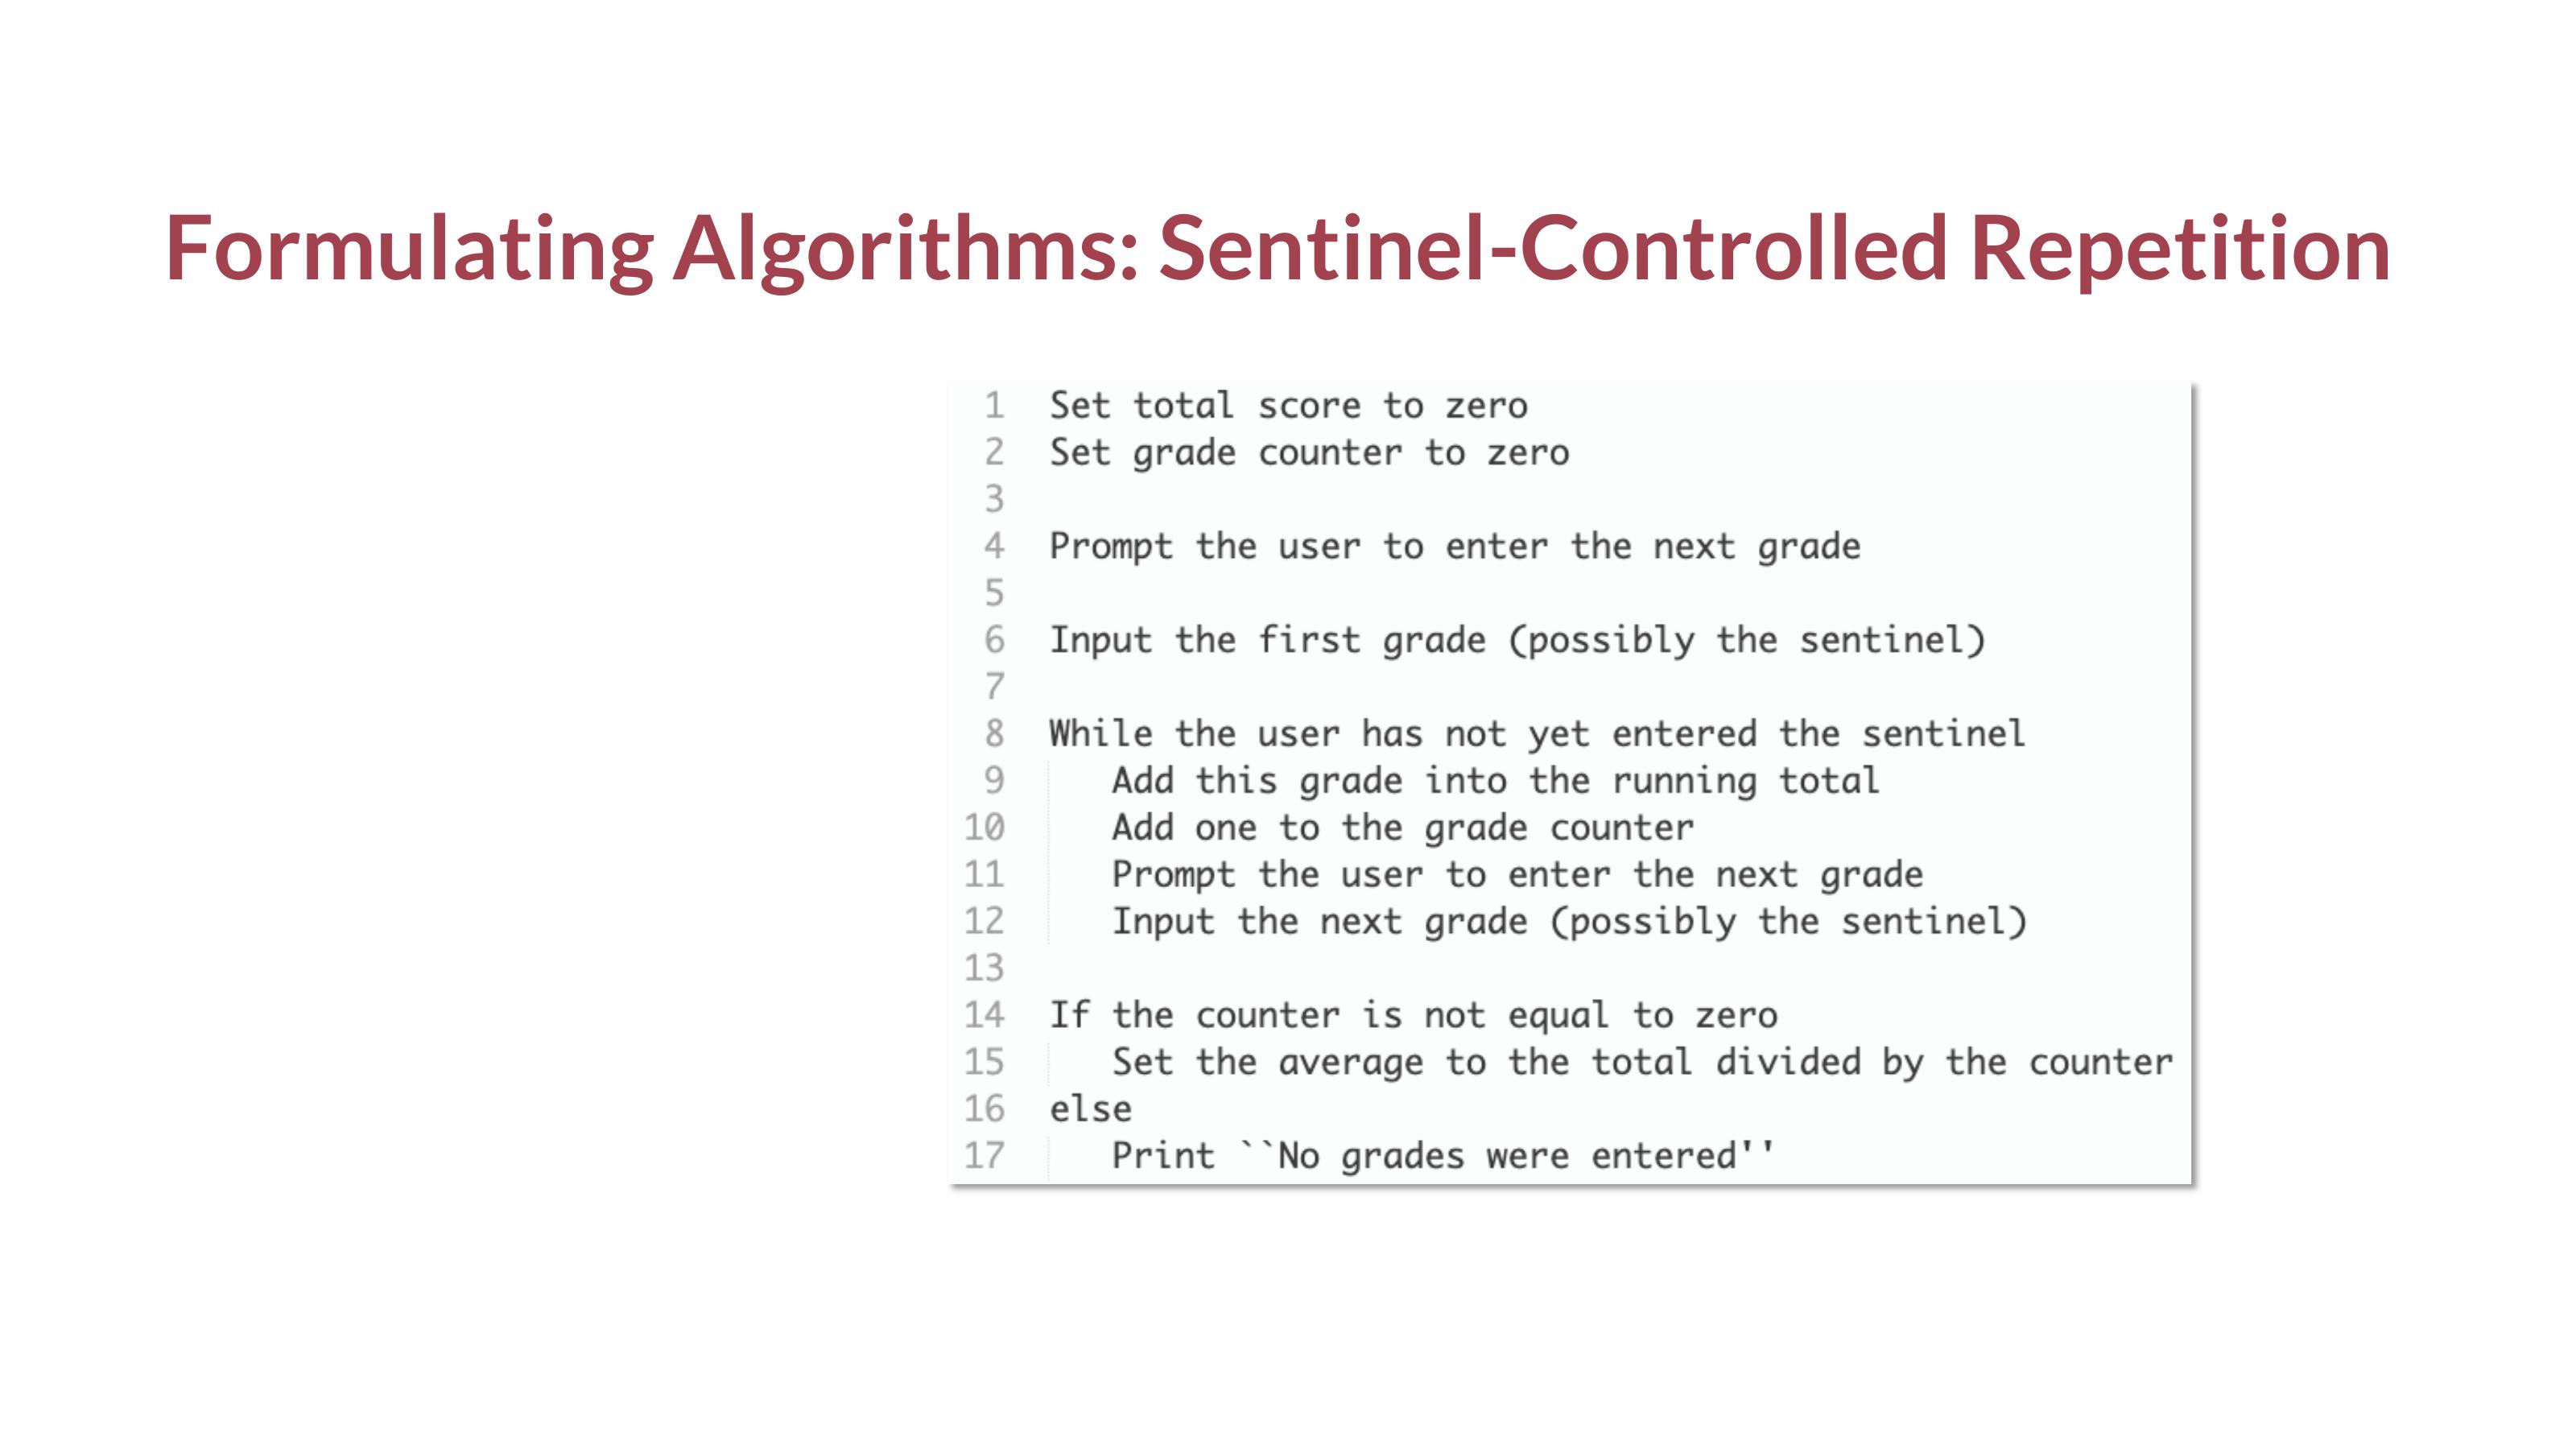 Formulating Algorithms: Sentinel-Controlled Repetition
1 Set total score to zero
2 Set grade counter to zero
3
4 Prompt the user to enter the next grade
5
6 Input the first grade (possibly the sentinel)
7
8 While the user has not yet entered the sentinel
9 Add this grade into the running total
10 Add one to the grade counter
11 Prompt the user to enter the next grade
12 Input the next grade (possibly the sentinel)
13
14 If the counter is not equal to zero
15 Set the average to the total divided by the counter
16 else
17 Print ``No grades were entered''